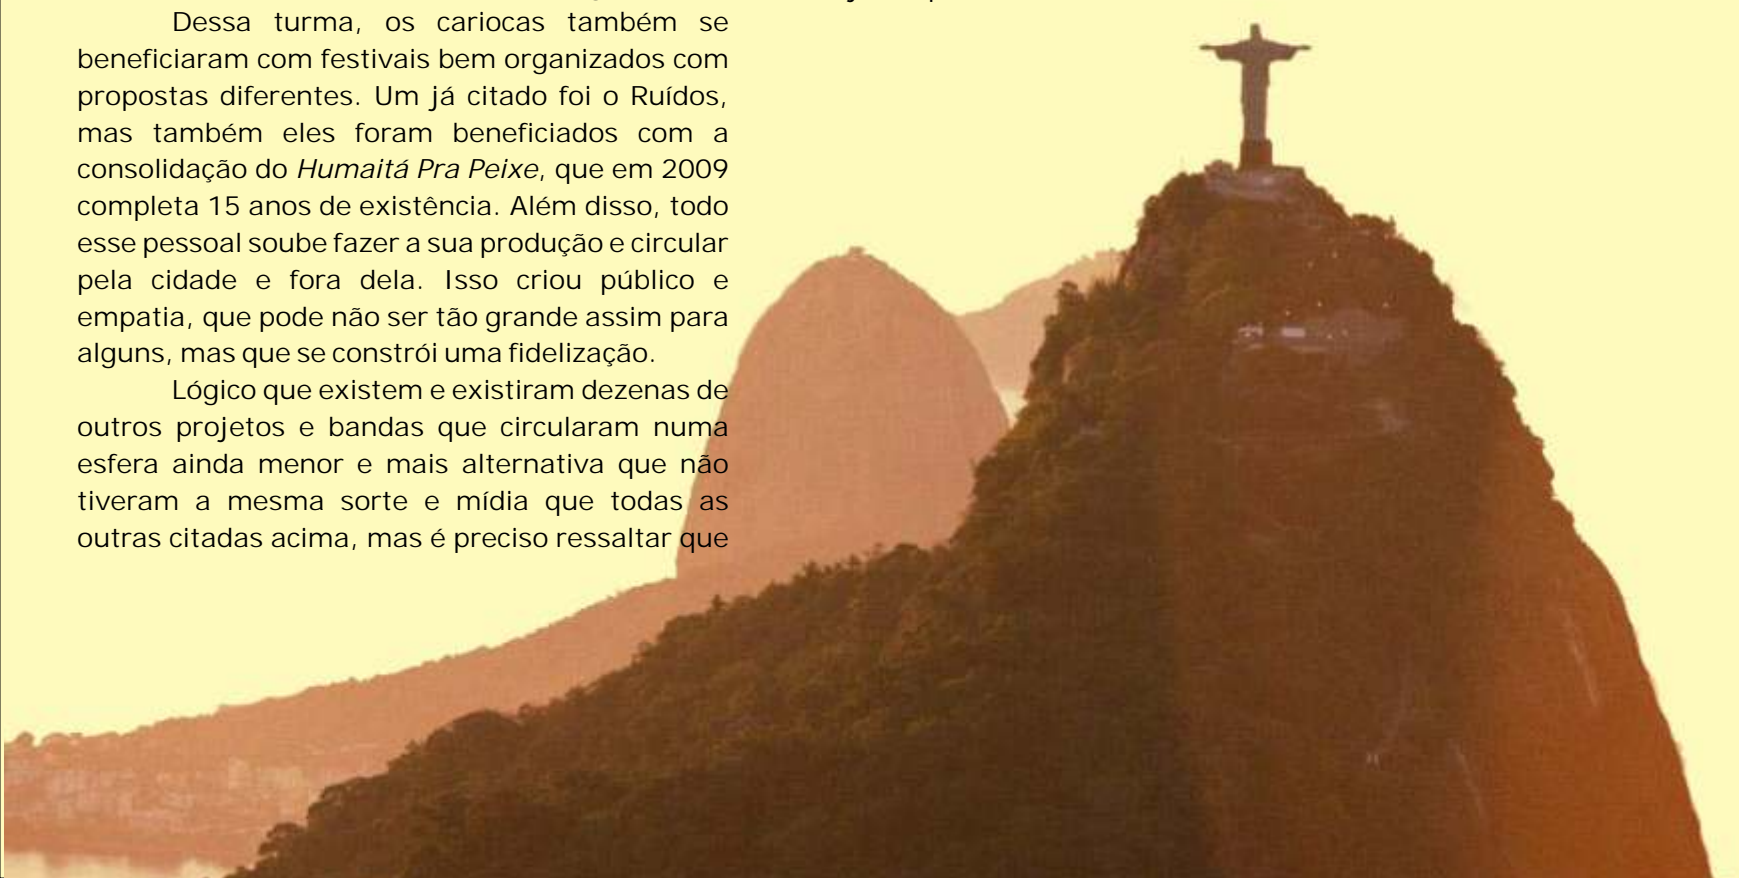 Dessa turma, os cariocas também se
beneficiaram com festivais bem organizados com
propostas diferentes. Um já citado foi o Ruídos,
mas também eles foram beneficiados com a
consolidação do Humaitá Pra Peixe, que em 2009
completa 15 anos de existência. Além disso, todo
esse pessoal soube fazer a sua produção e circular
pela cidade e fora dela. Isso criou público e
empatia, que pode não ser tão grande assim para
alguns, mas que se constrói uma fidelização.
Lógico que existem e existiram dezenas de
outros projetos e bandas que circularam numa
esfera ainda menor e mais alternativa que não
tiveram a mesma sorte e mídia que todas as
outras citadas acima, mas é preciso ressaltar que